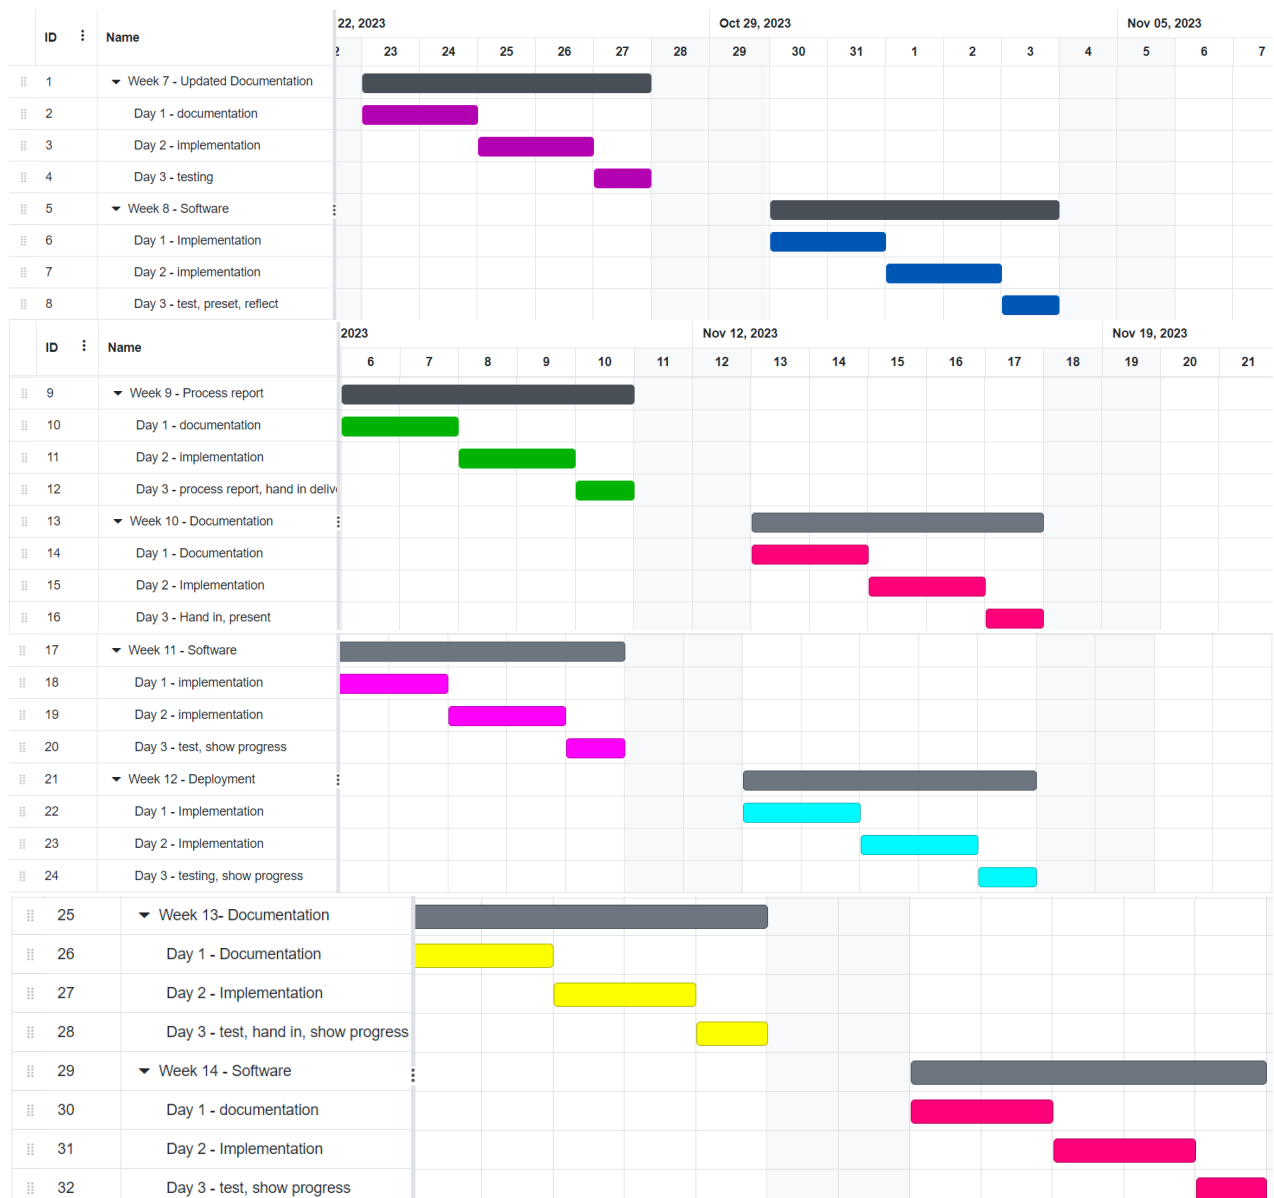 ID Name 22, 2023 Oct 29, 2023 Nov 05, 2023
2 23 24 25 26 27 28 29 30 31 1 2 3 4 5 6 7
1 Week 7 - Updated Documentation
2 Day 1 - documentation
3 Day 2 - implementation
4 Day 3 - testing
5 Week 8 - Software
6 Day 1 - Implementation
7 Day 2 - implementation
8 Day 3 - test, preset, reflect
ID Name 2023 Nov 12, 2023 Nov 19, 2023
6 7 8 9 10 11 12 13 14 15 16 17 18 19 20 21
9 Week 9 - Process report
10 Day 1 - documentation
11 Day 2 - implementation
12 Day 3 - process report, hand in deliv
13 Week 10 - Documentation
14 Day 1 - Documentation
15 Day 2 - Implementation
16 Day 3 - Hand in, present
17 Week 11 - Software
18 Day 1 - implementation
19 Day 2 - implementation
20 Day 3 - test, show progress
21 Week 12 - Deployment
22 Day 1 - Implementation
23 Day 2 - Implementation
24 Day 3 - testing, show progress
25 Week 13- Documentation
26 Day 1 - Documentation
27 Day 2 - Implementation
28 Day 3 - test, hand in, show progress
29 Week 14 - Software
30 Day 1 - documentation
31 Day 2 - Implementation
32 Day 3 - test, show progress